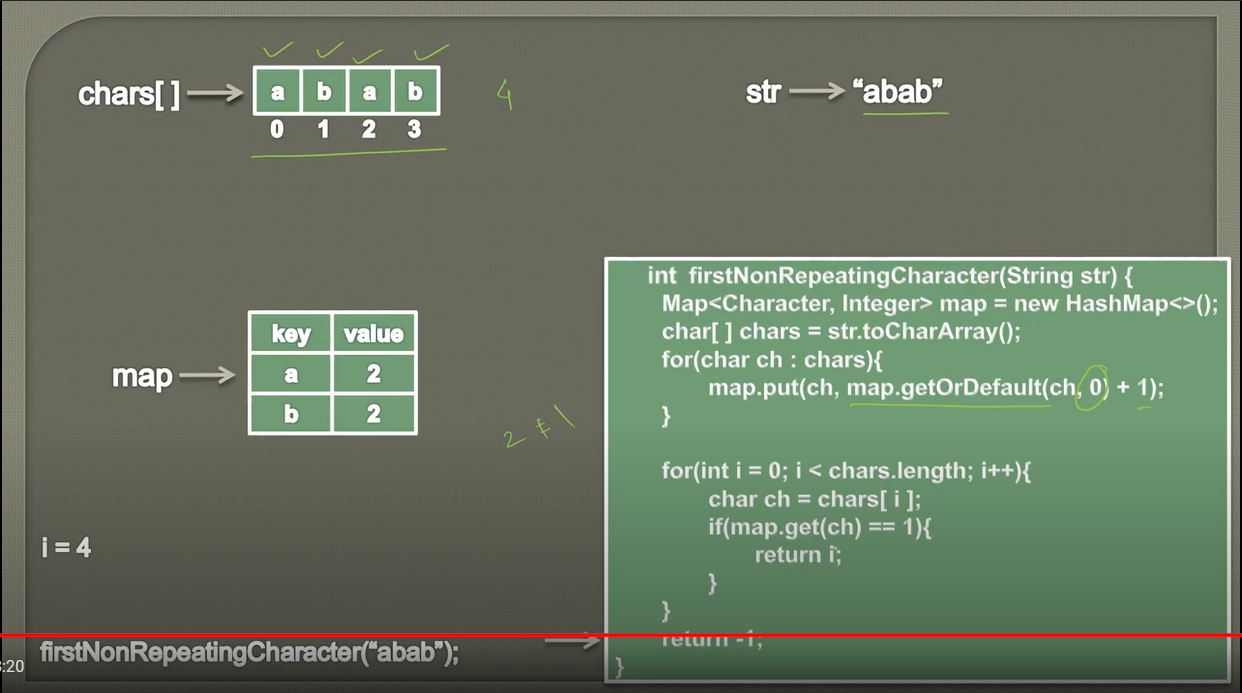 chars[ ]
a b a b
0 1 2 3
4
str
“abab”
map
key value
a 2
b 2
2 ≠ 1
i = 4
int firstNonRepeatingCharacter(String str) {
Map<Character, Integer> map = new HashMap<>();
char[ ] chars = str.toCharArray();
for(char ch : chars){
map.put(ch, map.getOrDefault(ch, 0) + 1);
}
for(int i = 0; i < chars.length; i++){
char ch = chars[ i ];
if(map.get(ch) == 1){
return i;
}
}
return -1;
}
firstNonRepeatingCharacter(“abab”);
:20